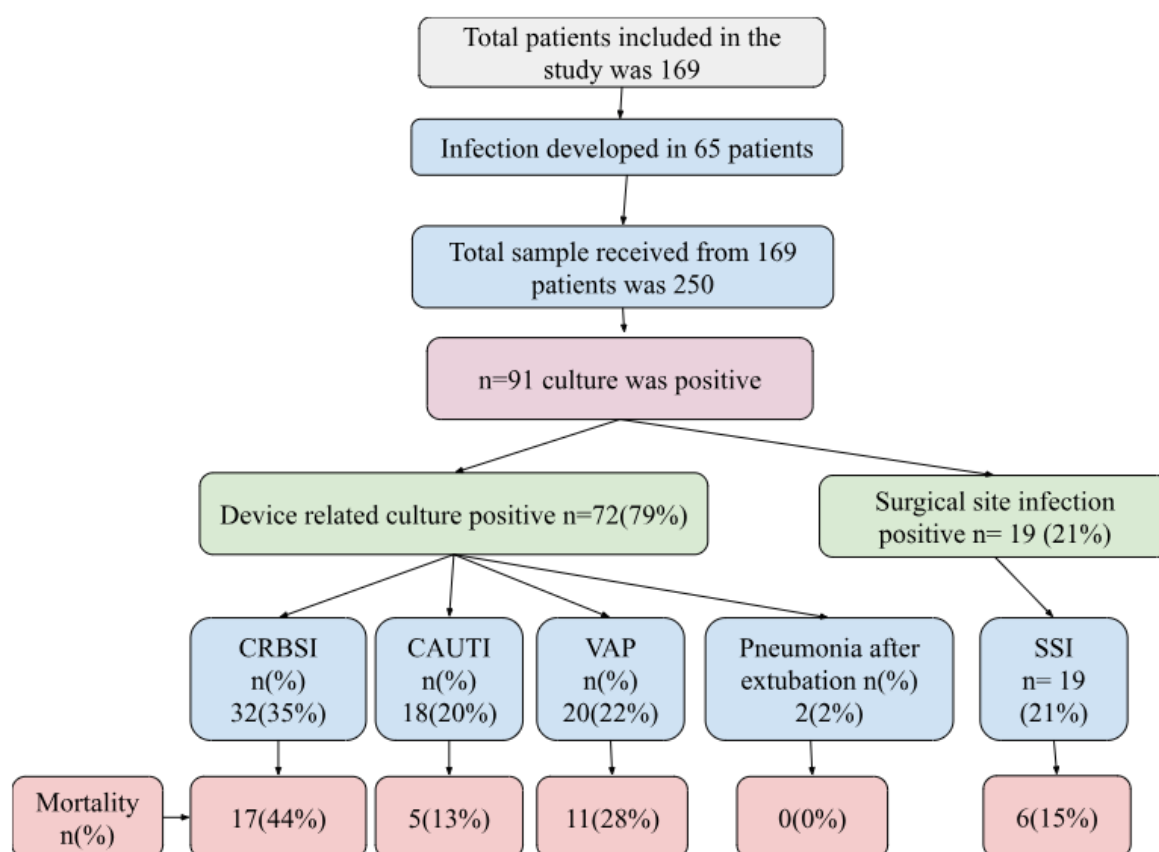 Total patients included in the
study was 169
Infection developed in 65 patients
Total sample received from 169
patients was 250
n=91 culture was positive
Device related culture positive n=72(79%)
Surgical site infection
positive n= 19 (21%)
CRBSI
n(%)
32(35%)
CAUTI
n(%)
18(20%)
VAP
n(%)
20(22%)
Pneumonia after
extubation n(%)
2(2%)
SSI
n= 19
(21%)
Mortality
n(%)
17(44%)
5(13%)
11(28%)
0(0%)
6(15%)